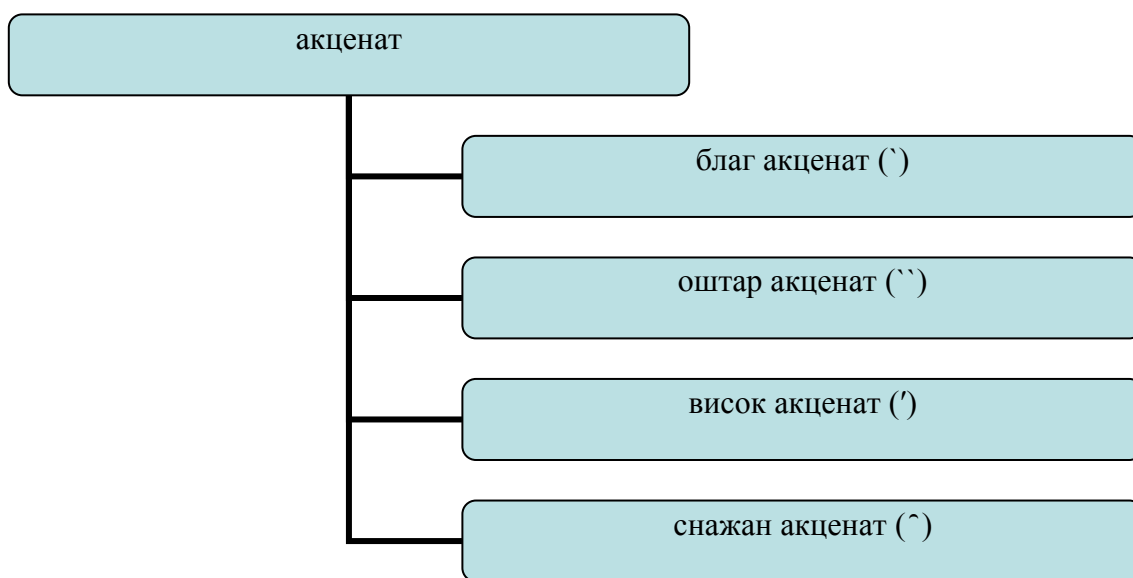 акценат
благ акценат (`)
оштар акценат (``)
висок акценат (′)
снажан акценат (ˆ)